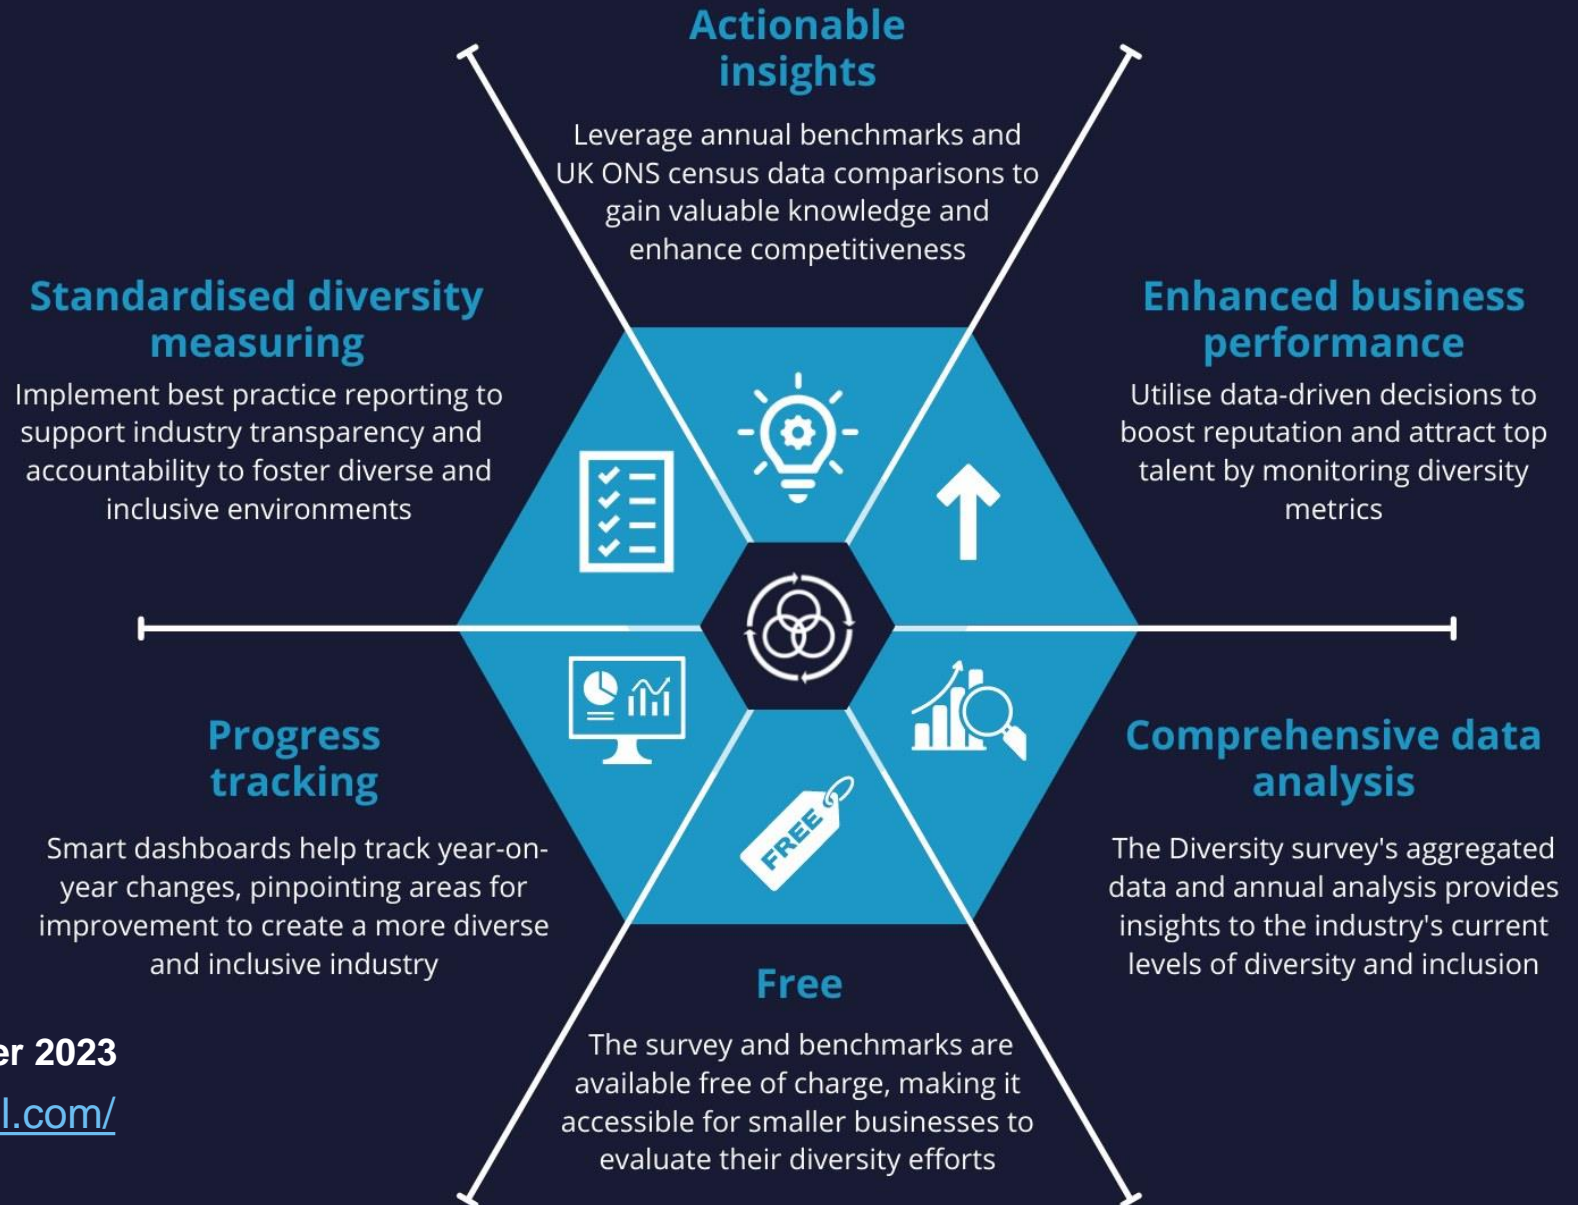 Actionable
insights
Leverage annual benchmarks and
UK ONS census data comparisons to
gain valuable knowledge and
enhance competitiveness
Standardised diversity
measuring
Implement best practice reporting to
support industry transparency and
accountability to foster diverse and
inclusive environments
Enhanced business
performance
Utilise data-driven decisions to
boost reputation and attract top
talent by monitoring diversity
metrics
Progress
tracking
Smart dashboards help track year-on-
year changes, pinpointing areas for
improvement to create a more diverse
and inclusive industry
Comprehensive data
analysis
The Diversity survey's aggregated
data and annual analysis provides
insights to the industry's current
levels of diversity and inclusion
FREE
Free
The survey and benchmarks are
available free of charge, making it
accessible for smaller businesses to
evaluate their diversity efforts
er 2023
l.com/